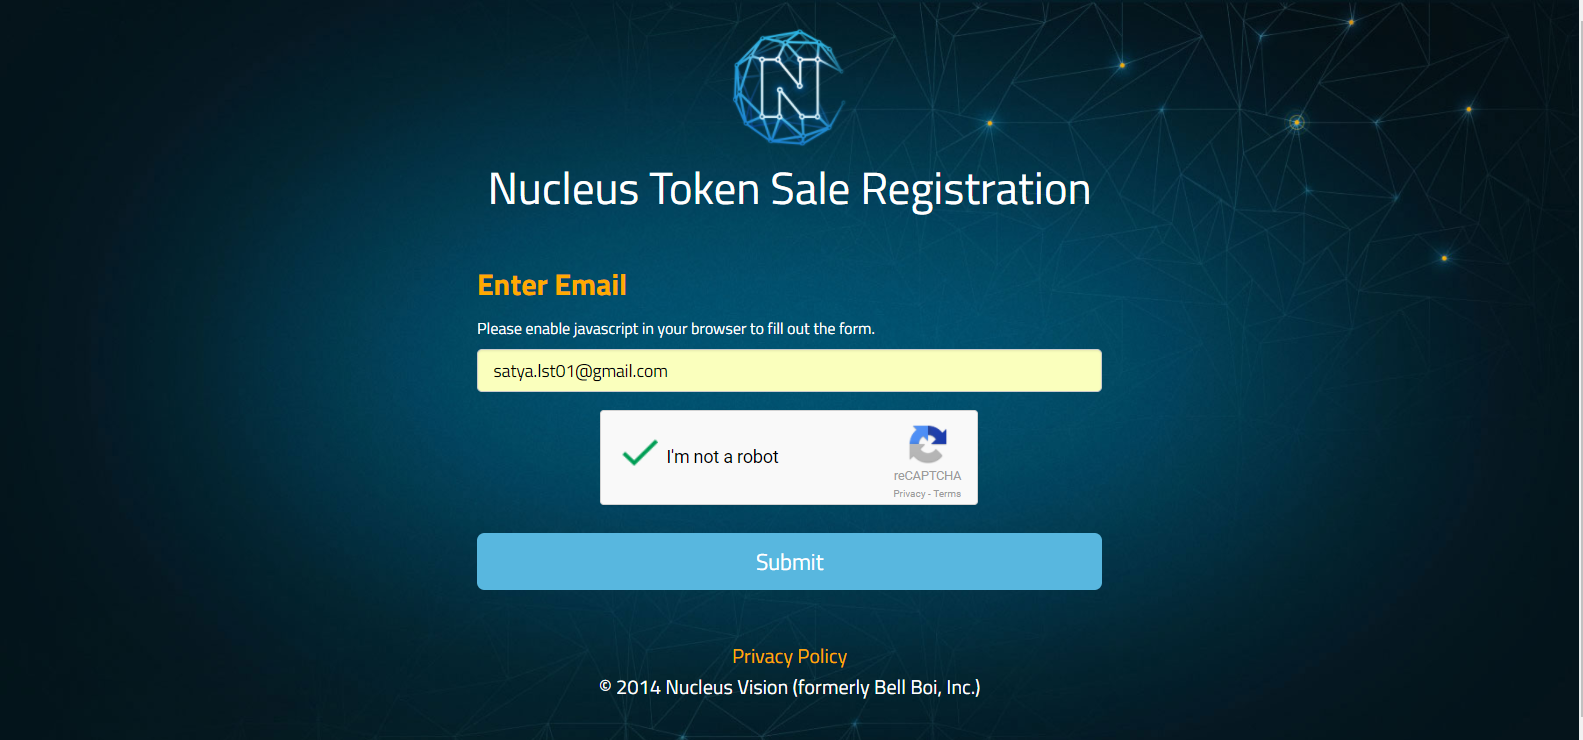 N
Nucleus Token Sale Registration
Enter Email
Please enable javascript in your browser to fill out the form.
satya.lst01@gmail.com
I'm not a robot
reCAPTCHA
Privacy - Terms
Submit
Privacy Policy
© 2014 Nucleus Vision (formerly Bell Boi, Inc.)